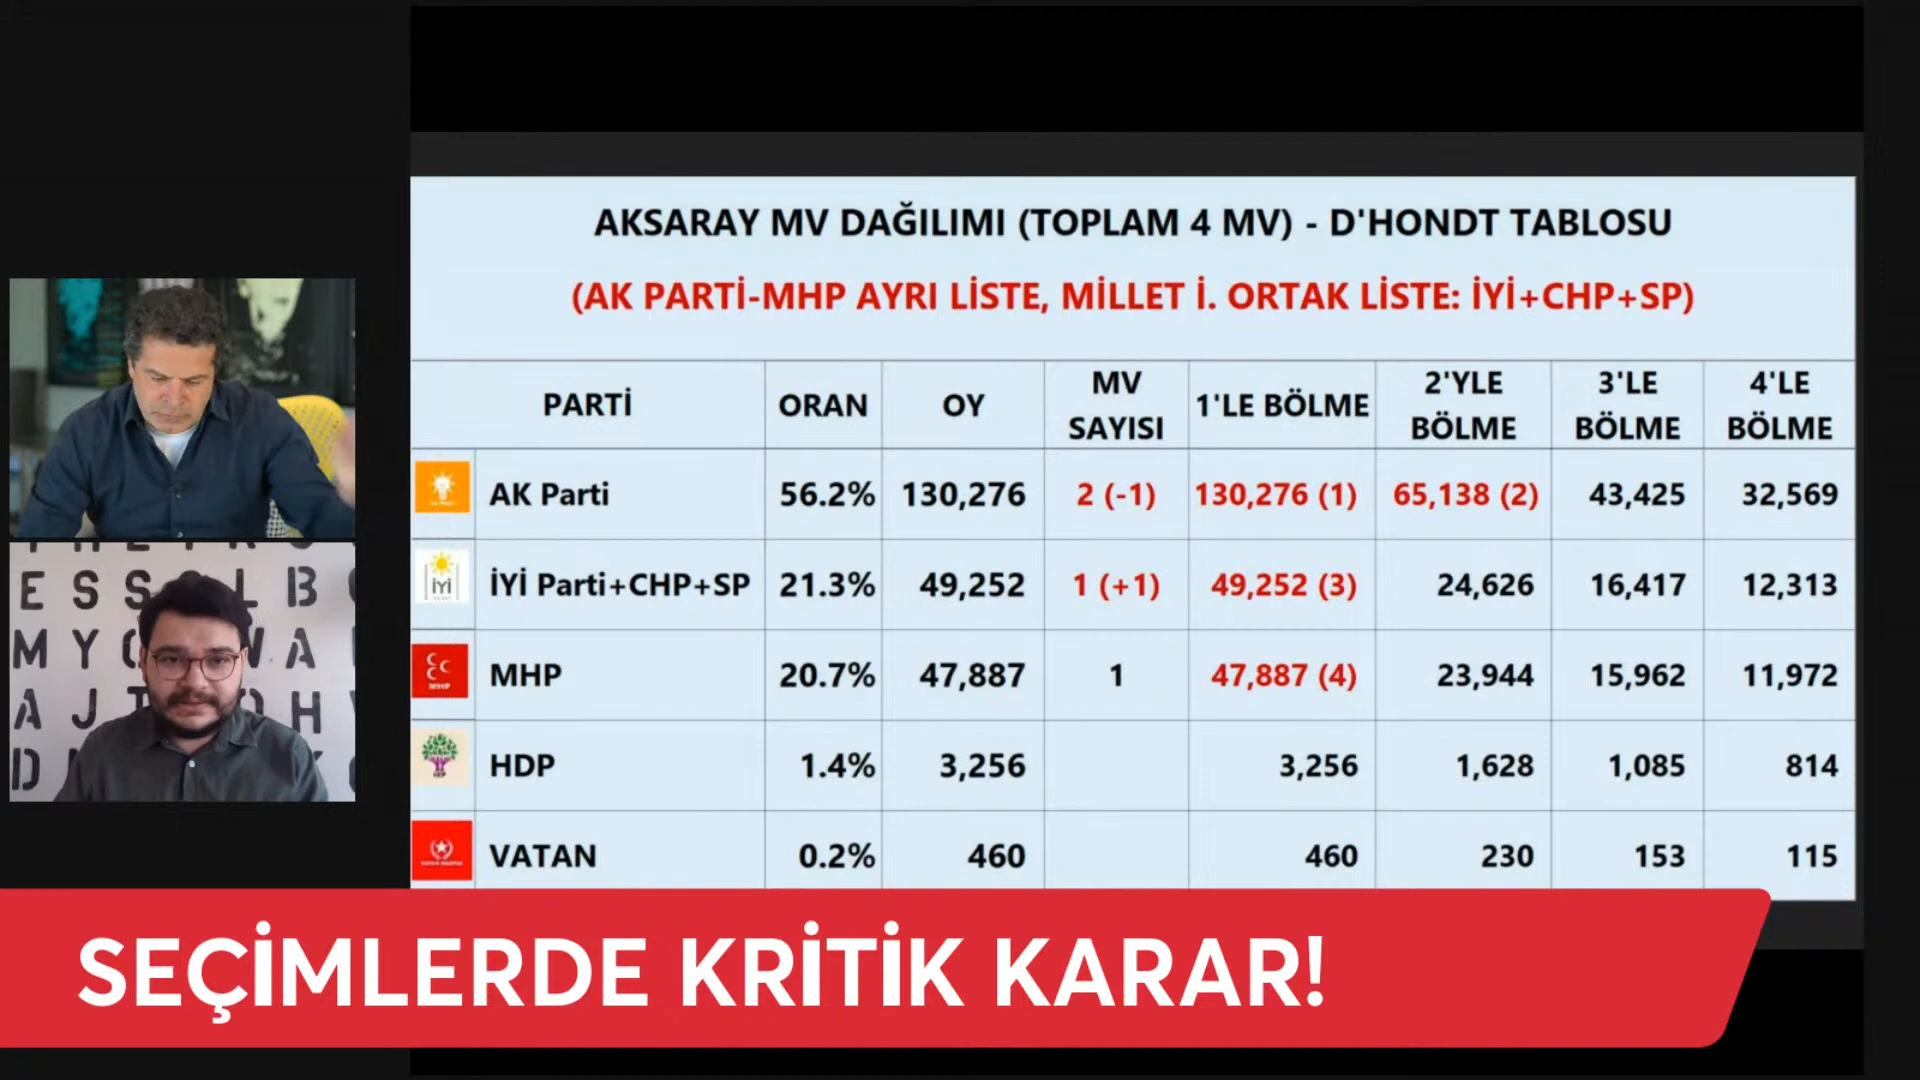 AKSARAY MV DAĞILIMI (TOPLAM 4 MV) - D'HONDT TABLOSU
(AK PARTİ-MHP AYRI LİSTE, MİLLET İ. ORTAK LİSTE: İYİ+CHP+SP)
PARTİ ORAN OY MV SAYISI 1'LE BÖLME 2'YLE BÖLME 3'LE BÖLME 4'LE BÖLME
AK Parti 56.2% 130,276 2 (-1) 130,276 (1) 65,138 (2) 43,425 32,569
İYİ İYİ Parti+CHP+SP 21.3% 49,252 1 (+1) 49,252 (3) 24,626 16,417 12,313
MHP MHP 20.7% 47,887 1 47,887 (4) 23,944 15,962 11,972
HDP HDP 1.4% 3,256 3,256 1,628 1,085 814
VATAN 0.2% 460 460 230 153 115
SEÇİMLERDE KRİTİK KARAR!